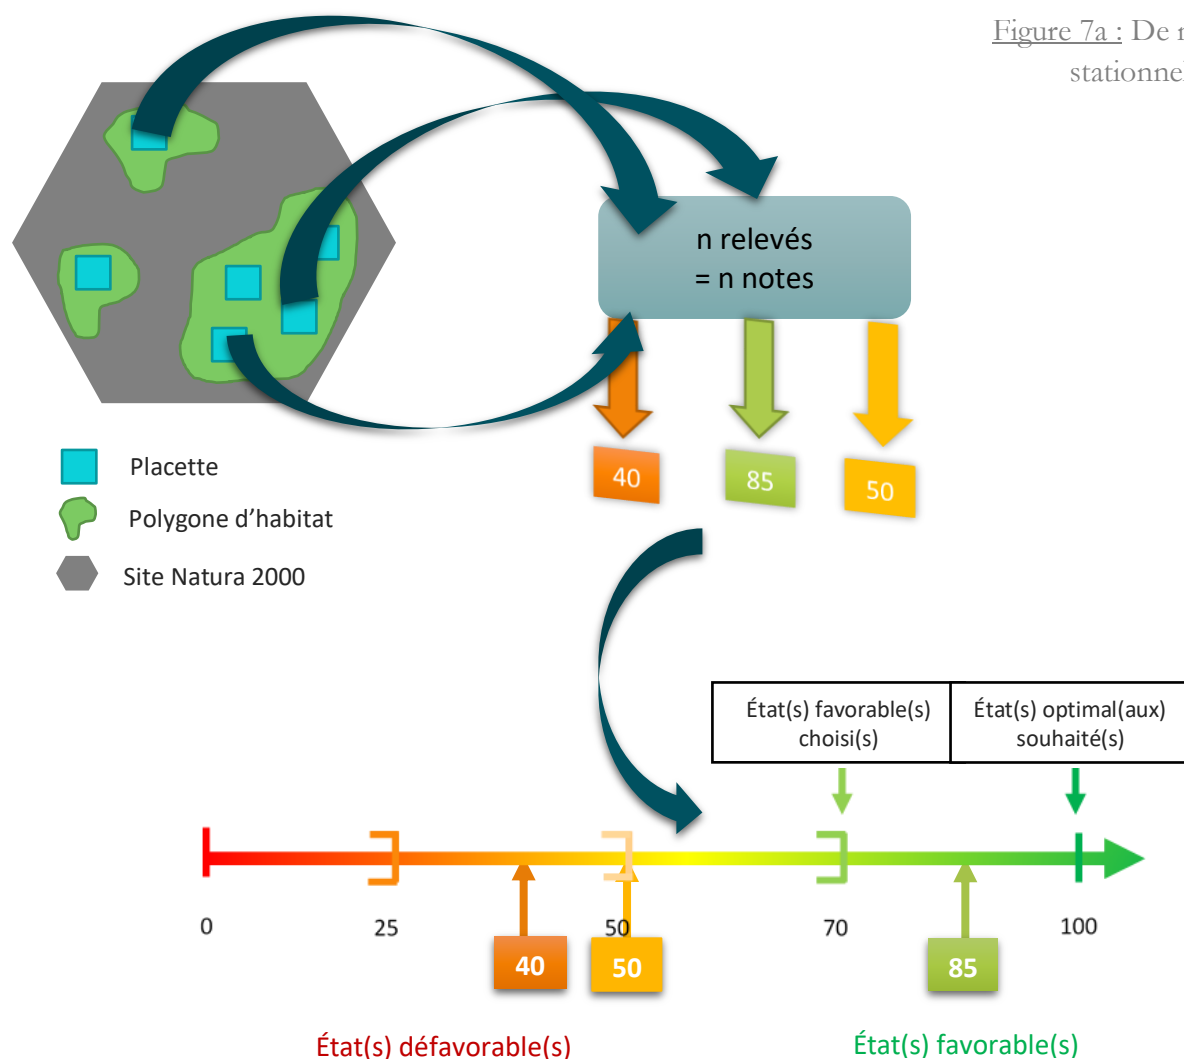 Figure 7a : De
stationnel
n relevés
= n notes
40
85
50
Placette
Polygone d'habitat
Site Natura 2000
État(s) favorable(s)
choisi(s)
État(s) optimal(aux)
souhaité(s)
0
25
50
70
100
40
50
85
État(s) défavorable(s)
État(s) favorable(s)